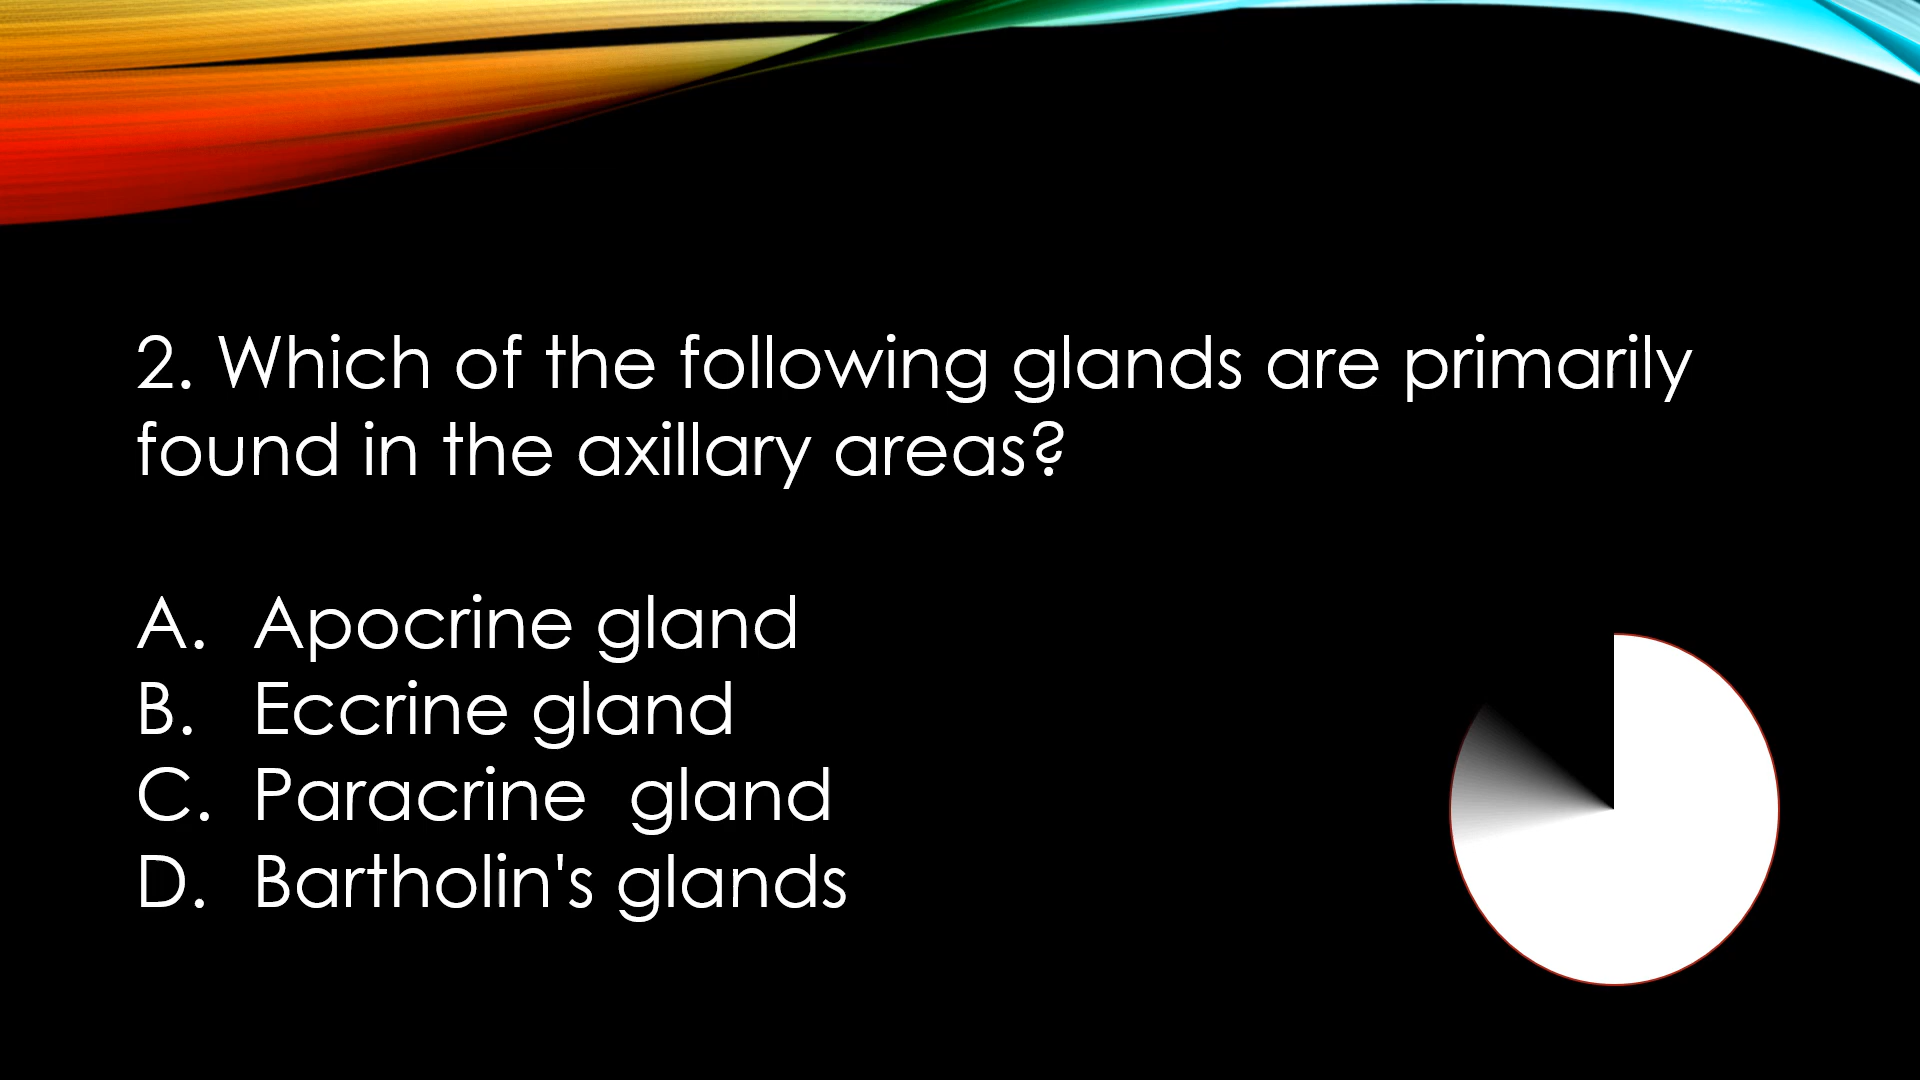 2. Which of the following glands are primarily
found in the axillary areas?
A. Apocrine gland
B. Eccrine gland
C. Paracrine  gland
D. Bartholin's glands